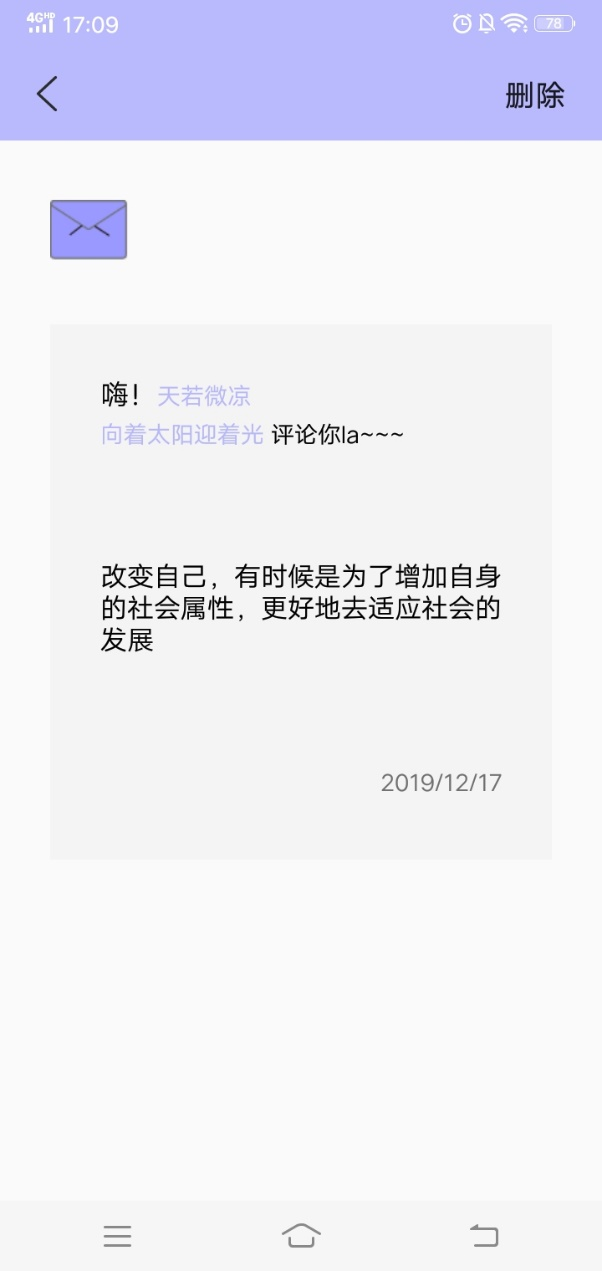 4GHD 17:09 78
删除
嗨！天若微凉
向着太阳迎着光 评论你la~~~
改变自己，有时候是为了增加自身
的社会属性，更好地去适应社会的
发展
2019/12/17